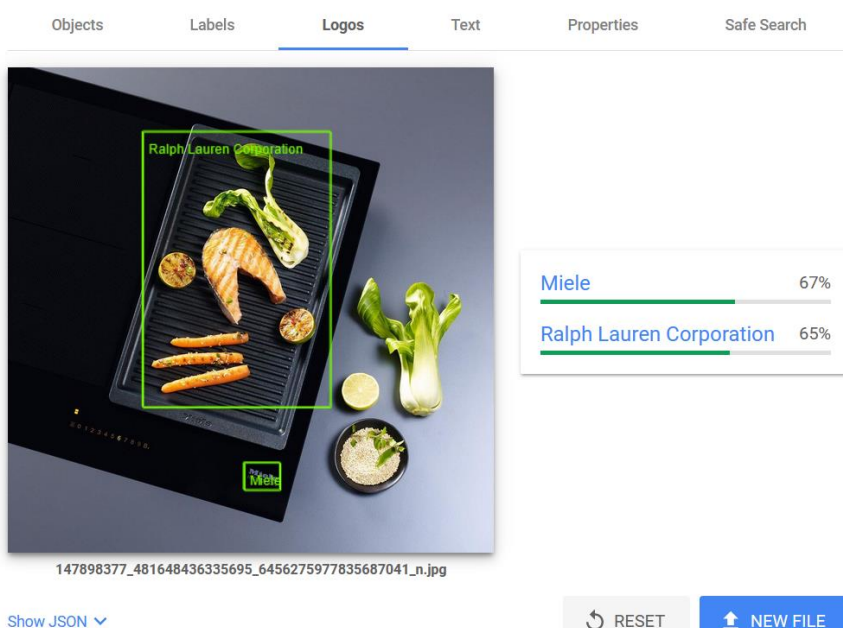 Objects Labels Logos Text Properties Safe Search
Ralph Lauren Corporation
Miele 67%
Ralph Lauren Corporation 65%
Miele
147898377_481648436335695_6456275977835687041_n.jpg
Show JSON RESET NEW FILE